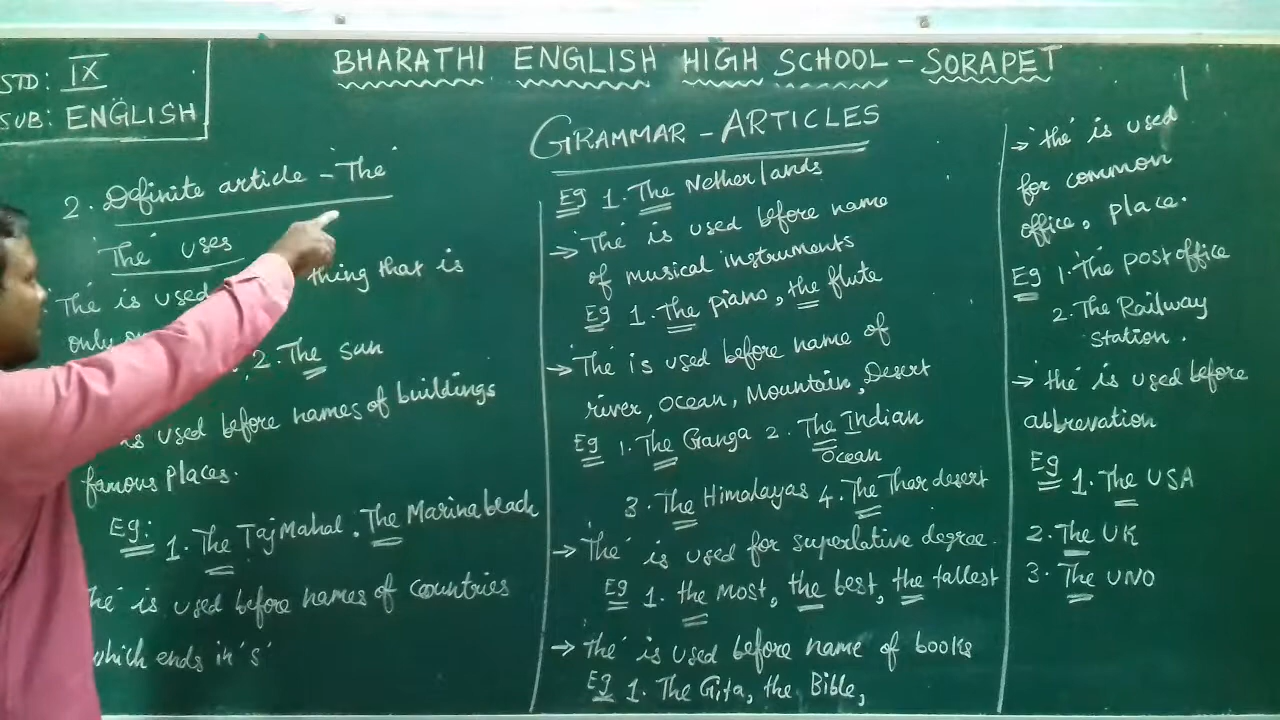 STD: IX
SUB: ENGLISH
BHARATHI ENGLISH HIGH SCHOOL - SORAPET
GRAMMAR - ARTICLES
2. Definite article - 'The'
'The' uses
'The' is used thing that is
only
2. The sun
is used before names of buildings
famous places.
Eg: 1. The Taj Mahal. The Marina beach
'The' is used before names of countries
which ends in 's'
Eg 1. The Netherlands
→ 'The' is used before name
of musical instruments
Eg 1. The piano, the flute
→ 'The' is used before name of
river, Ocean, Mountain, Desert
Eg 1. The Ganga 2. The Indian
Ocean
3. The Himalayas 4. The Thar desert
→ 'The' is used for superlative degree.
Eg 1. the most, the best, the tallest
→ 'the' is used before name of books
Eg 1. The Gita, the Bible,
→ 'the' is used
for common
office, place.
Eg 1. The post office
2. The Railway
Station.
→ 'the' is used before
abbrevation
Eg 1. The USA
2. The UK
3. The UNO